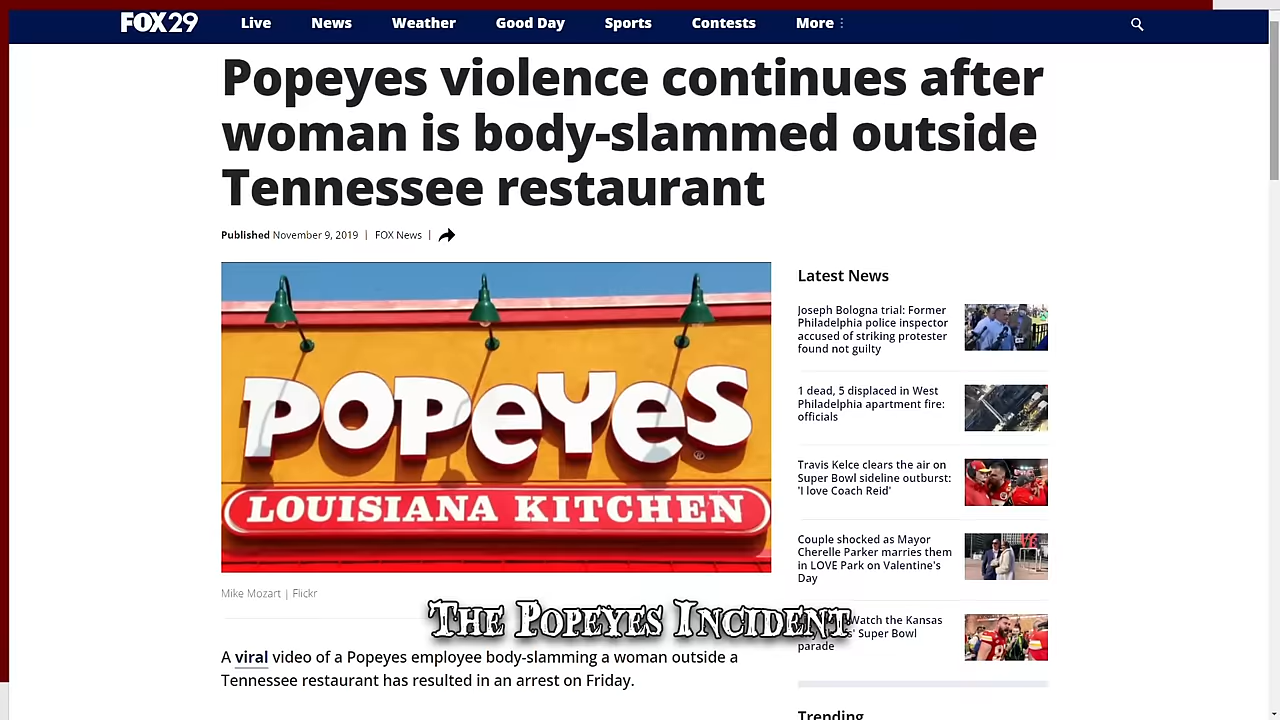 FOX29 Live News Weather Good Day Sports Contests More
Popeyes violence continues after
woman is body-slammed outside
Tennessee restaurant
Published November 9, 2019 | FOX News |
POPEYES
LOUISIANA KITCHEN
Mike Mozart | Flickr
A viral video of a Popeyes employee body-slamming a woman outside a
Tennessee restaurant has resulted in an arrest on Friday.
The Popeyes Incident
Latest News
Joseph Bologna trial: Former
Philadelphia police inspector
accused of striking protester
found not guilty
1 dead, 5 displaced in West
Philadelphia apartment fire:
officials
Travis Kelce clears the air on
Super Bowl sideline outburst:
'I love Coach Reid'
Couple shocked as Mayor
Cherelle Parker marries them
in LOVE Park on Valentine's
Day
Watch the Kansas
Super Bowl
parade
Trending